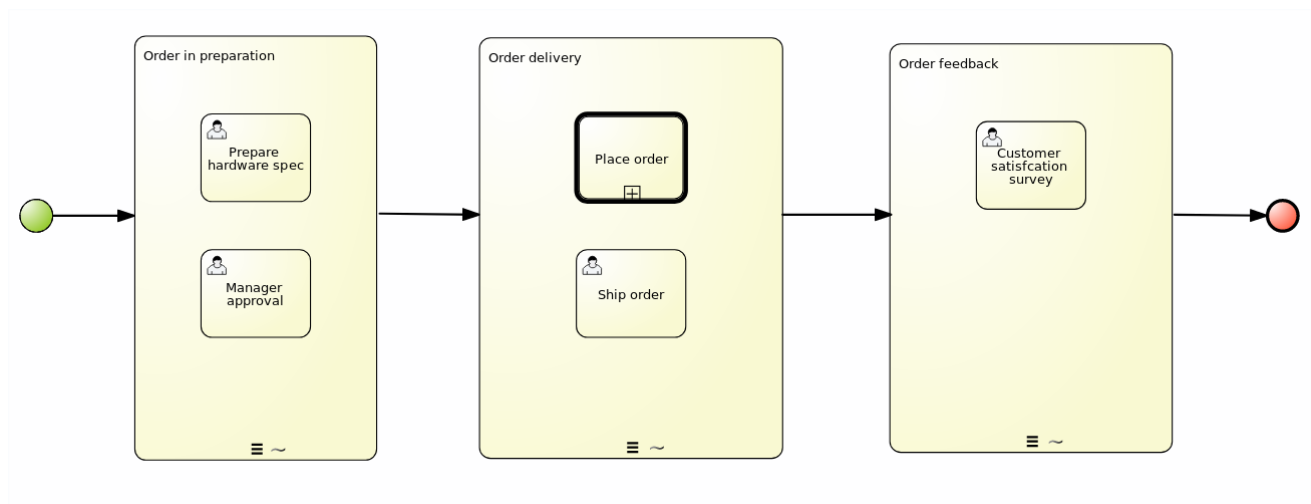 Order in preparation
Prepare
hardware spec
Manager
approval
Order delivery
Place order
Ship order
Order feedback
Customer
satisfcation
survey